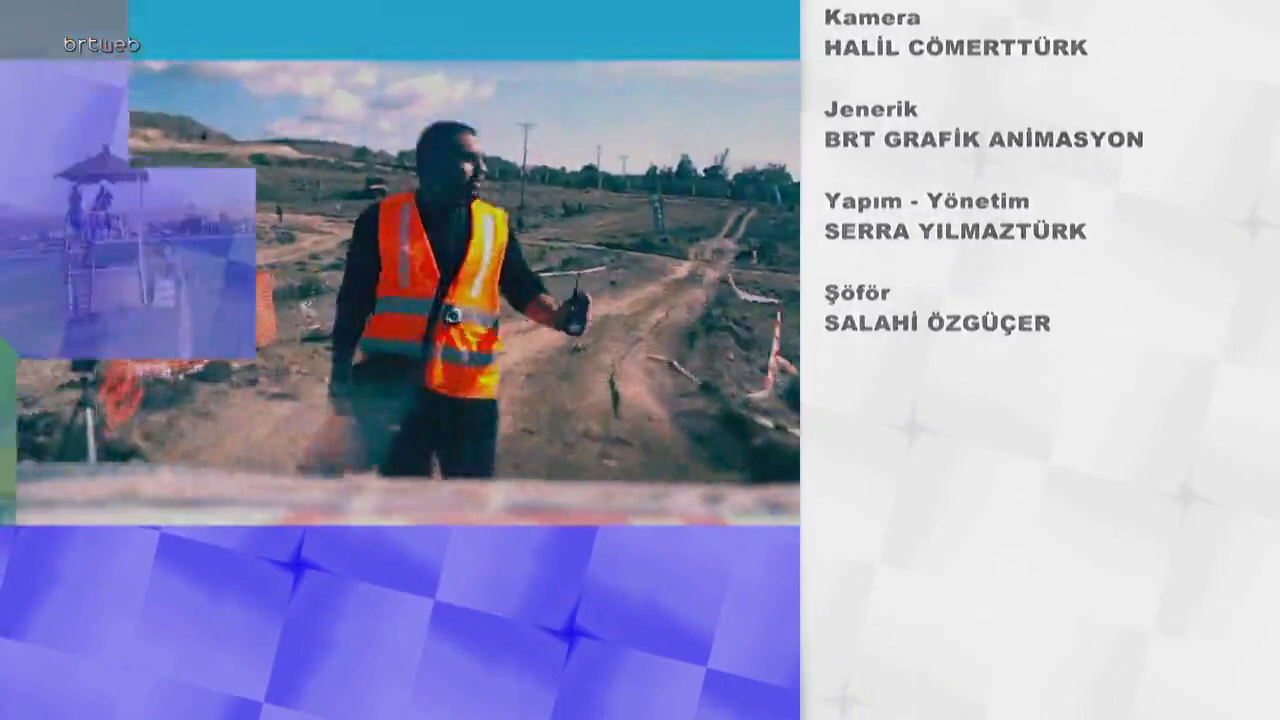 brtweb
Kamera
HALİL CÖMERTTÜRK
Jenerik
BRT GRAFİK ANİMASYON
Yapım - Yönetim
SERRA YILMAZTÜRK
Şöför
SALAHİ ÖZGÜÇER